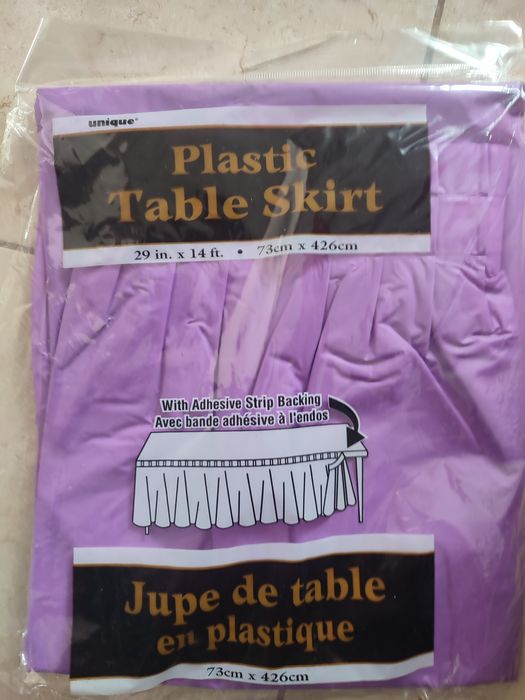 unique®
Plastic
Table Skirt
29 in. x 14 ft. • 73cm x 426cm
With Adhesive Strip Backing
Avec bande adhésive à l'endos
Jupe de table
en plastique
73cm x 426cm